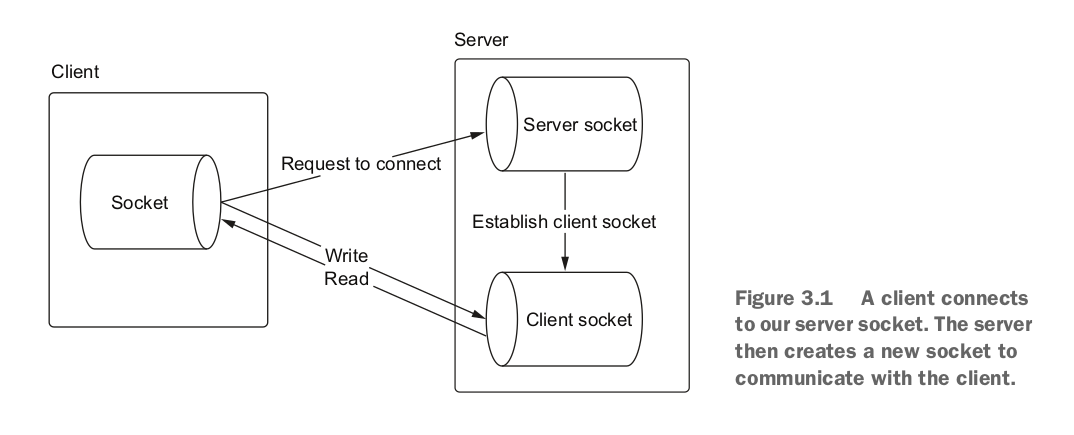 Server
Client
Server socket
Request to connect
Socket
Establish client socket
Write
Read
Client socket
Figure 3.1 A client connects
to our server socket. The server
then creates a new socket to
communicate with the client.